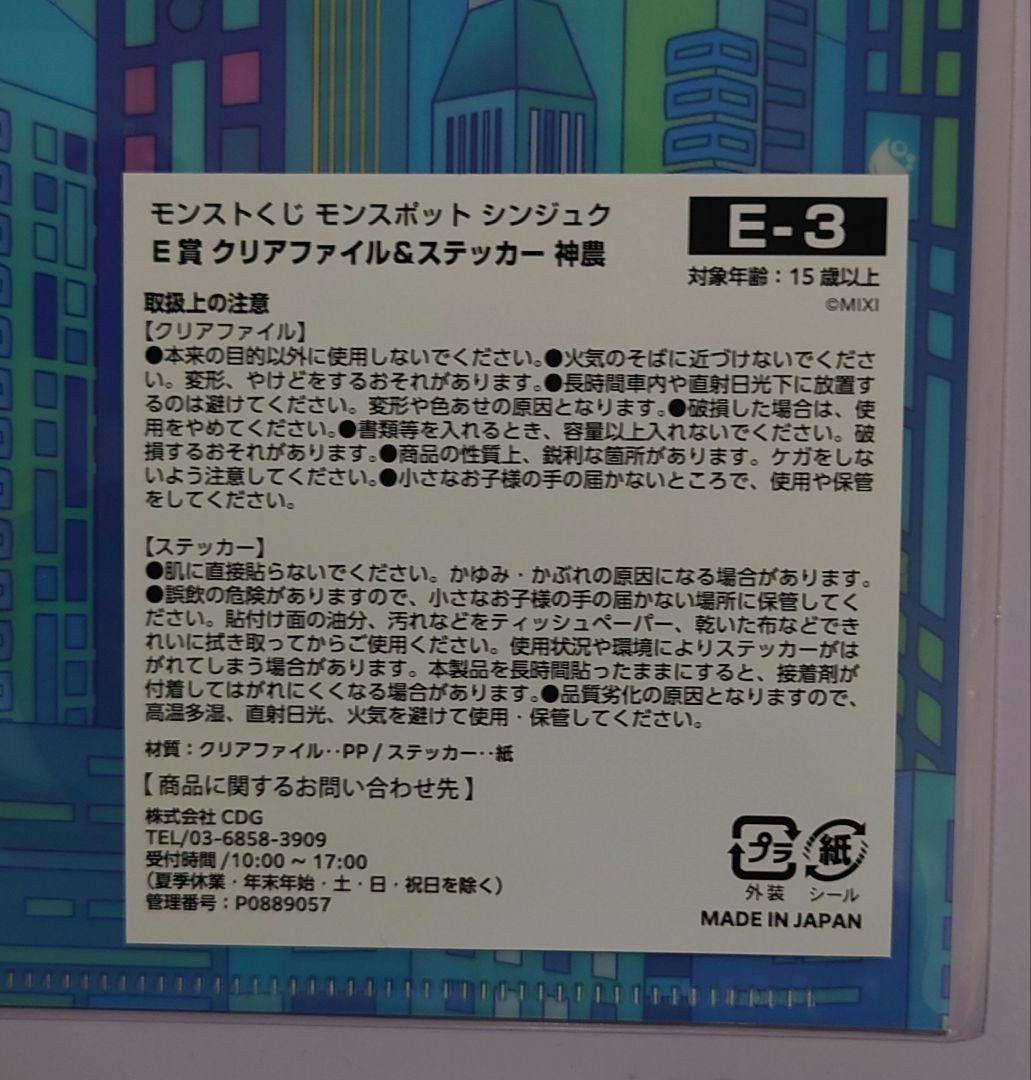 モンストくじ モンスポット シンジュク
E賞 クリアファイル&ステッカー 神農
E-3
対象年齢：15歳以上
©MIXI
取扱上の注意
【クリアファイル】
●本来の目的以外に使用しないでください。●火気のそばに近づけないでくださ
い。変形、やけどをするおそれがあります。●長時間車内や直射日光下に放置す
るのは避けてください。変形や色あせの原因となります。●破損した場合は、使
用をやめてください。●書類等を入れるとき、容量以上入れないでください。破
損するおそれがあります。●商品の性質上、鋭利な箇所があります。ケガをしな
いよう注意してください。●小さなお子様の手の届かないところで、使用や保管
をしてください。
【ステッカー】
●肌に直接貼らないでください。かゆみ・かぶれの原因になる場合があります。
●誤飲の危険がありますので、小さなお子様の手の届かない場所に保管してく
ださい。貼付け面の油分、汚れなどをティッシュペーパー、乾いた布などでき
れいに拭き取ってからご使用ください。使用状況や環境によりステッカーがは
がれてしまう場合があります。本製品を長時間貼ったままにすると、接着剤が
付着してはがれにくくなる場合があります。●品質劣化の原因となりますので、
高温多湿、直射日光、火気を避けて使用・保管してください。
材質：クリアファイル‥PP / ステッカー‥紙
【商品に関するお問い合わせ先】
株式会社 CDG
TEL/03-6858-3909
受付時間 /10:00 ～ 17:00
（夏季休業・年末年始・土・日・祝日を除く）
管理番号：P0889057
プラ 紙
外装 シール
MADE IN JAPAN